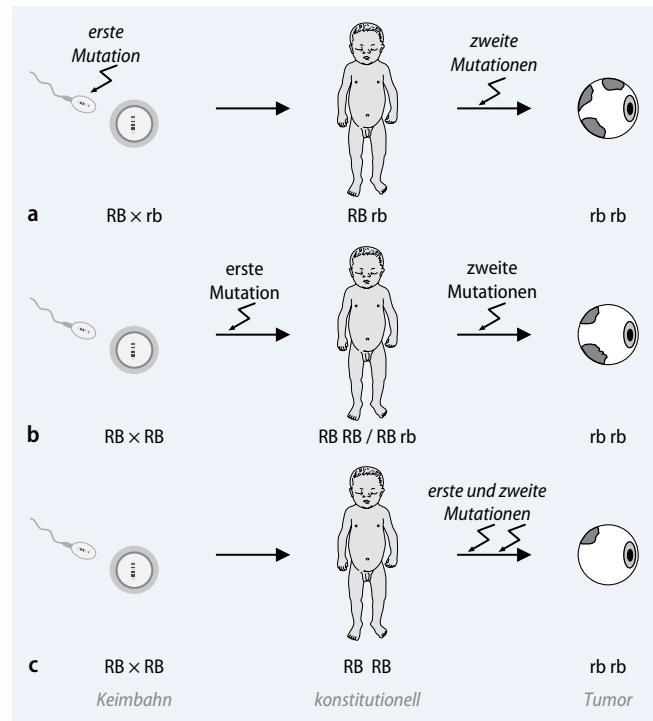 erste
Mutation
zweite
Mutationen
a RB × rb RB rb rb rb
erste
Mutation
zweite
Mutationen
b RB × RB RB RB / RB rb rb rb
erste und zweite
Mutationen
c RB × RB RB RB rb rb
Keimbahn konstitutionell Tumor